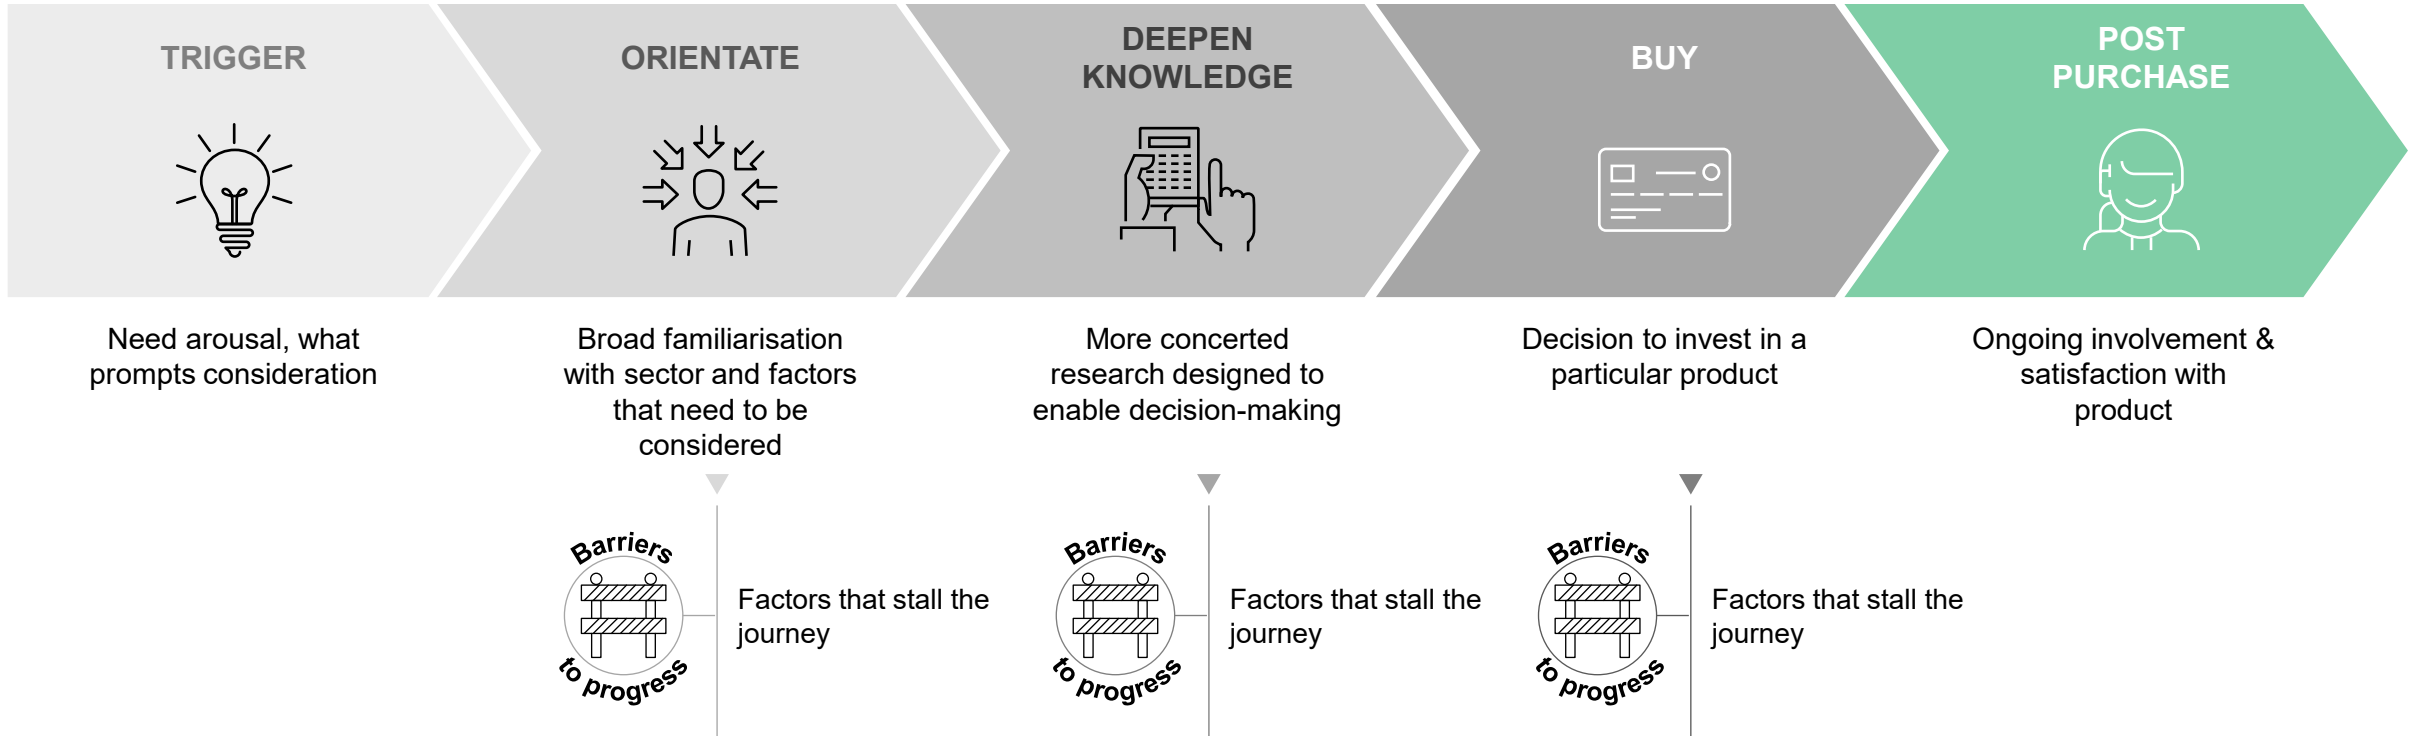 TRIGGER
Need arousal, what
prompts consideration
ORIENTATE
Broad familiarisation
with sector and factors
that need to be
considered
Barriers
to progress
Factors that stall the
journey
DEEPEN
KNOWLEDGE
More concerted
research designed to
enable decision-making
Barriers
to progress
Factors that stall the
journey
BUY
Decision to invest in a
particular product
Barriers
to progress
Factors that stall the
journey
POST
PURCHASE
Ongoing involvement &
satisfaction with
product